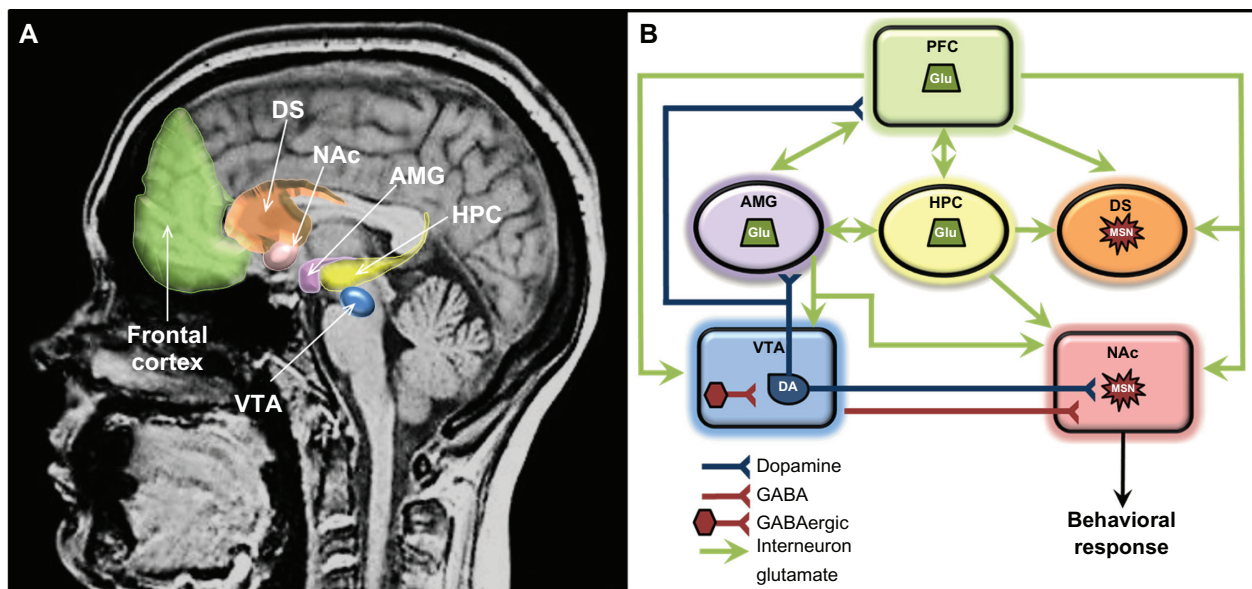 A
DS
NAc
AMG
HPC
Frontal
cortex
VTA
B
PFC
Glu
AMG
Glu
HPC
Glu
DS
MSN
VTA
DA
NAc
MSN
Dopamine
GABA
GABAergic
Interneuron
glutamate
Behavioral
response